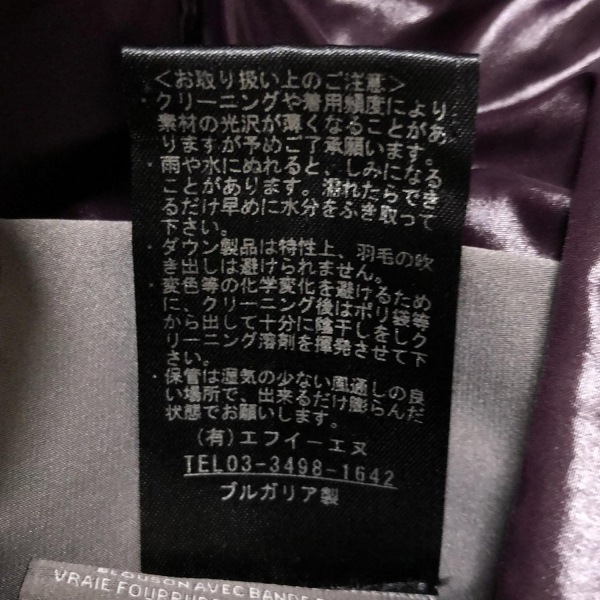 ＜お取り扱い上のご注意＞
・クリーニングや着用頻度により
素材の光沢が薄くなることがあ
りますが予めご了承願います。
・雨や水にぬれると、しみになる
ことがあります。濡れたらでき
るだけ早めに水分をふき取って
下さい。
・ダウン製品は特性上、羽毛の吹
き出しは避けられません。
・変色等の化学変化を避けるため
に、クリーニング後はポリ袋等
から出して十分に陰干しをしク
リーニング溶剤を揮発させて下
さい。
・保管は湿気の少ない風通しの良
い場所で、出来るだけ膨らんだ
状態でお願いします。
(有)エフイーエヌ
TEL03-3498-1642
ブルガリア製
BLOUSON AVEC BANDE
VRAIE FOURRURE